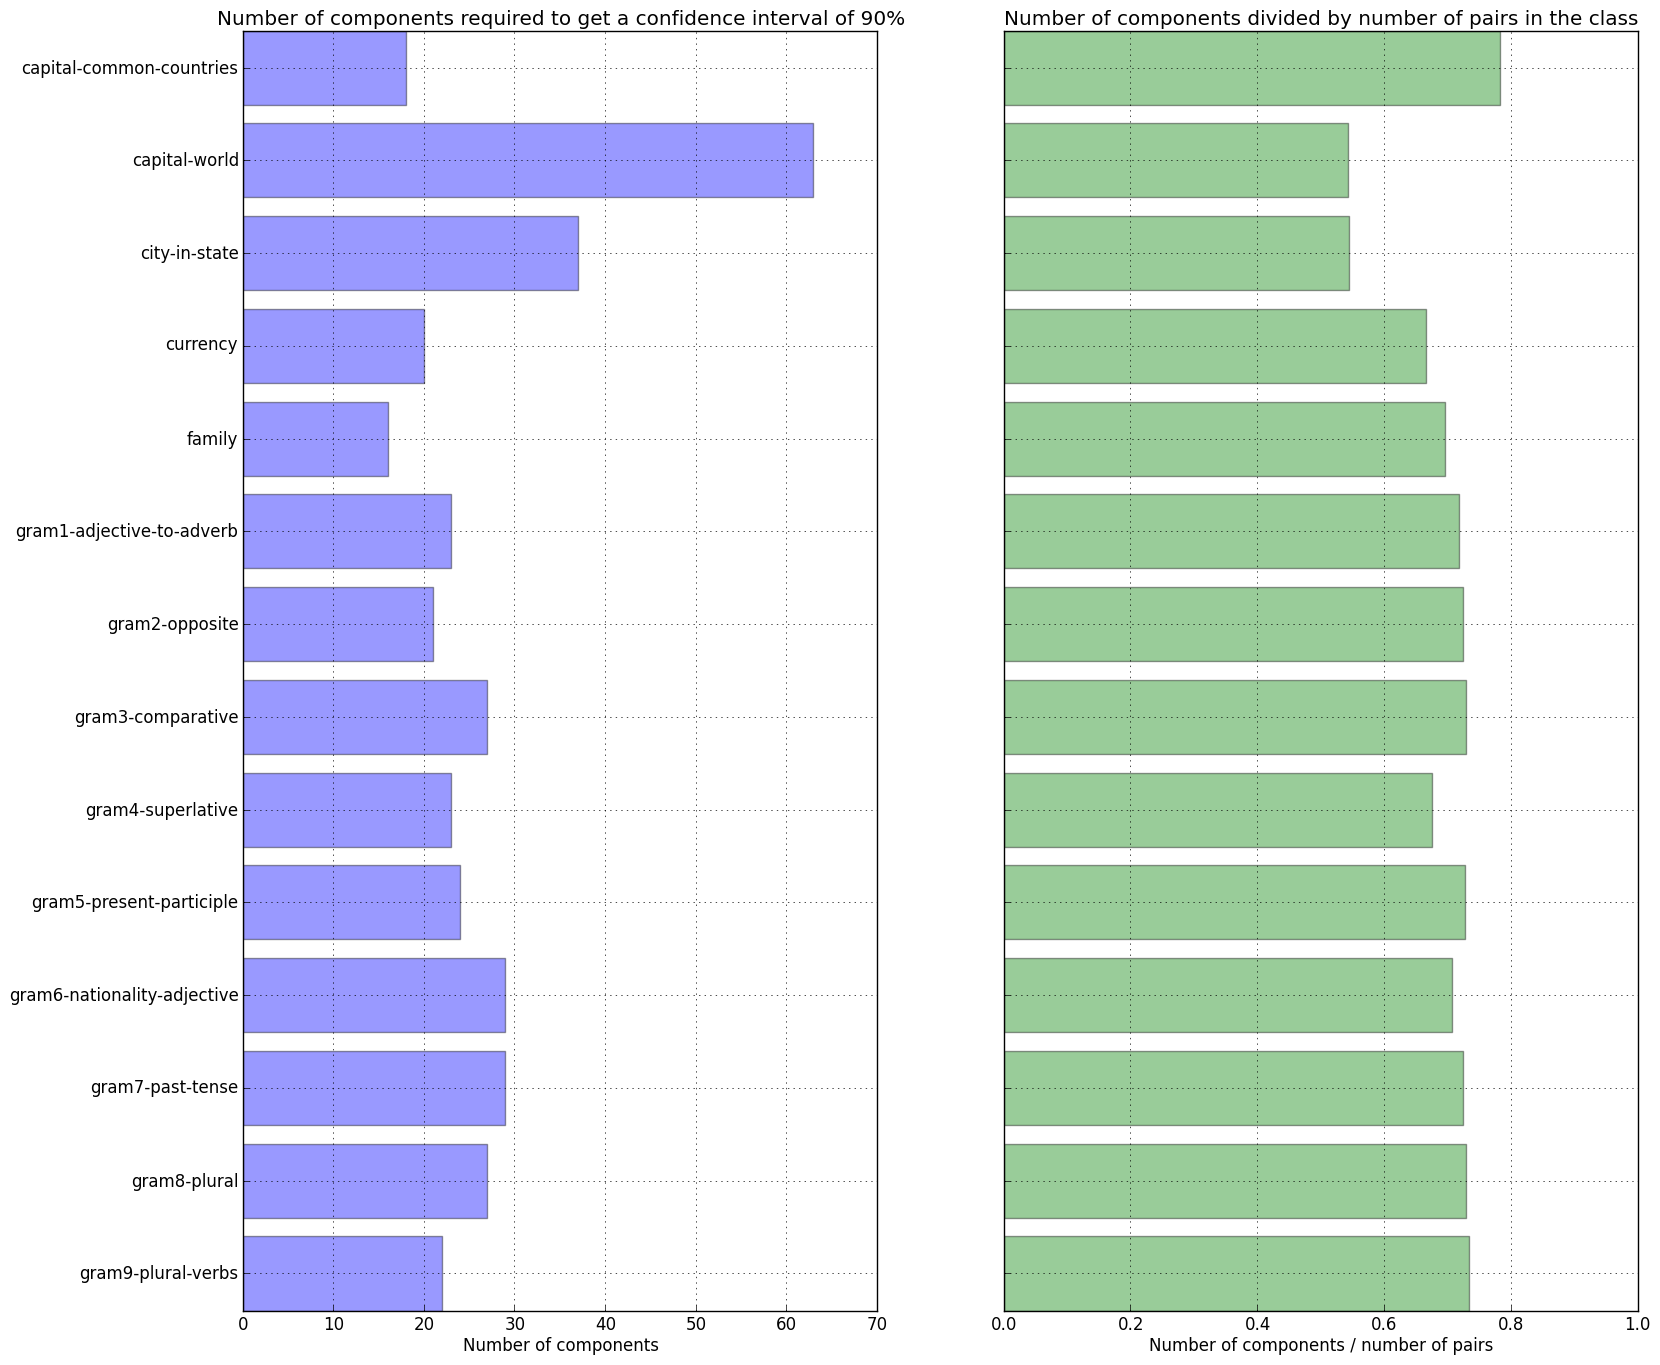 Number of components required to get a confidence interval of 90%
Number of components divided by number of pairs in the class
capital-common-countries
capital-world
city-in-state
currency
family
gram1-adjective-to-adverb
gram2-opposite
gram3-comparative
gram4-superlative
gram5-present-participle
gram6-nationality-adjective
gram7-past-tense
gram8-plural
gram9-plural-verbs
0 10 20 30 40 50 60 70
0.0 0.2 0.4 0.6 0.8 1.0
Number of components
Number of components / number of pairs